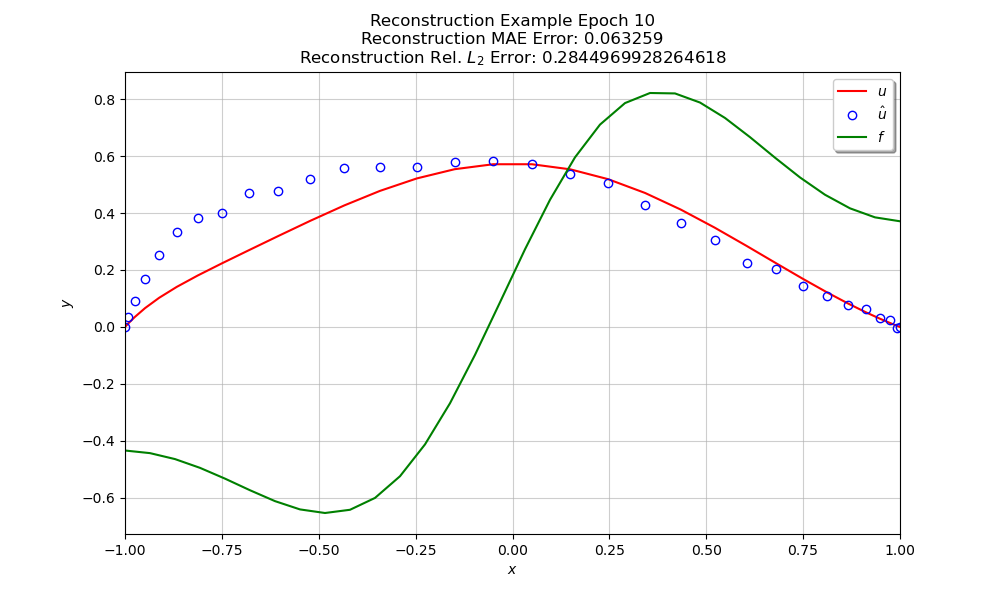 Reconstruction Example Epoch 10
Reconstruction MAE Error: 0.063259
Reconstruction Rel. $L_2$ Error: 0.2844969928264618
u
û
f
0.8
0.6
0.4
0.2
0.0
−0.2
−0.4
−0.6
y
−1.00 −0.75 −0.50 −0.25 0.00 0.25 0.50 0.75 1.00
x